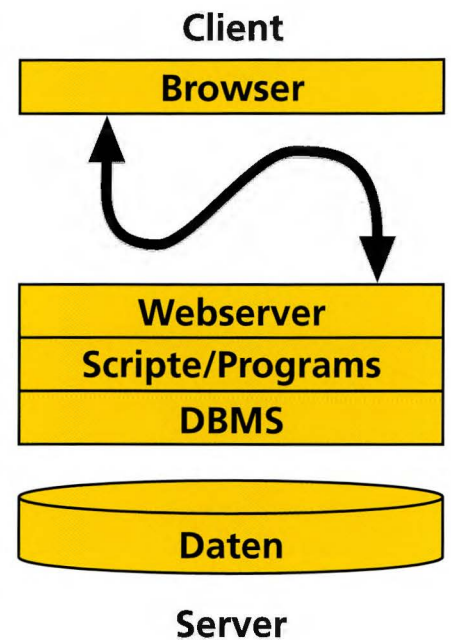 Client
Browser
Webserver
Scripte/Programs
DBMS
Daten
Server